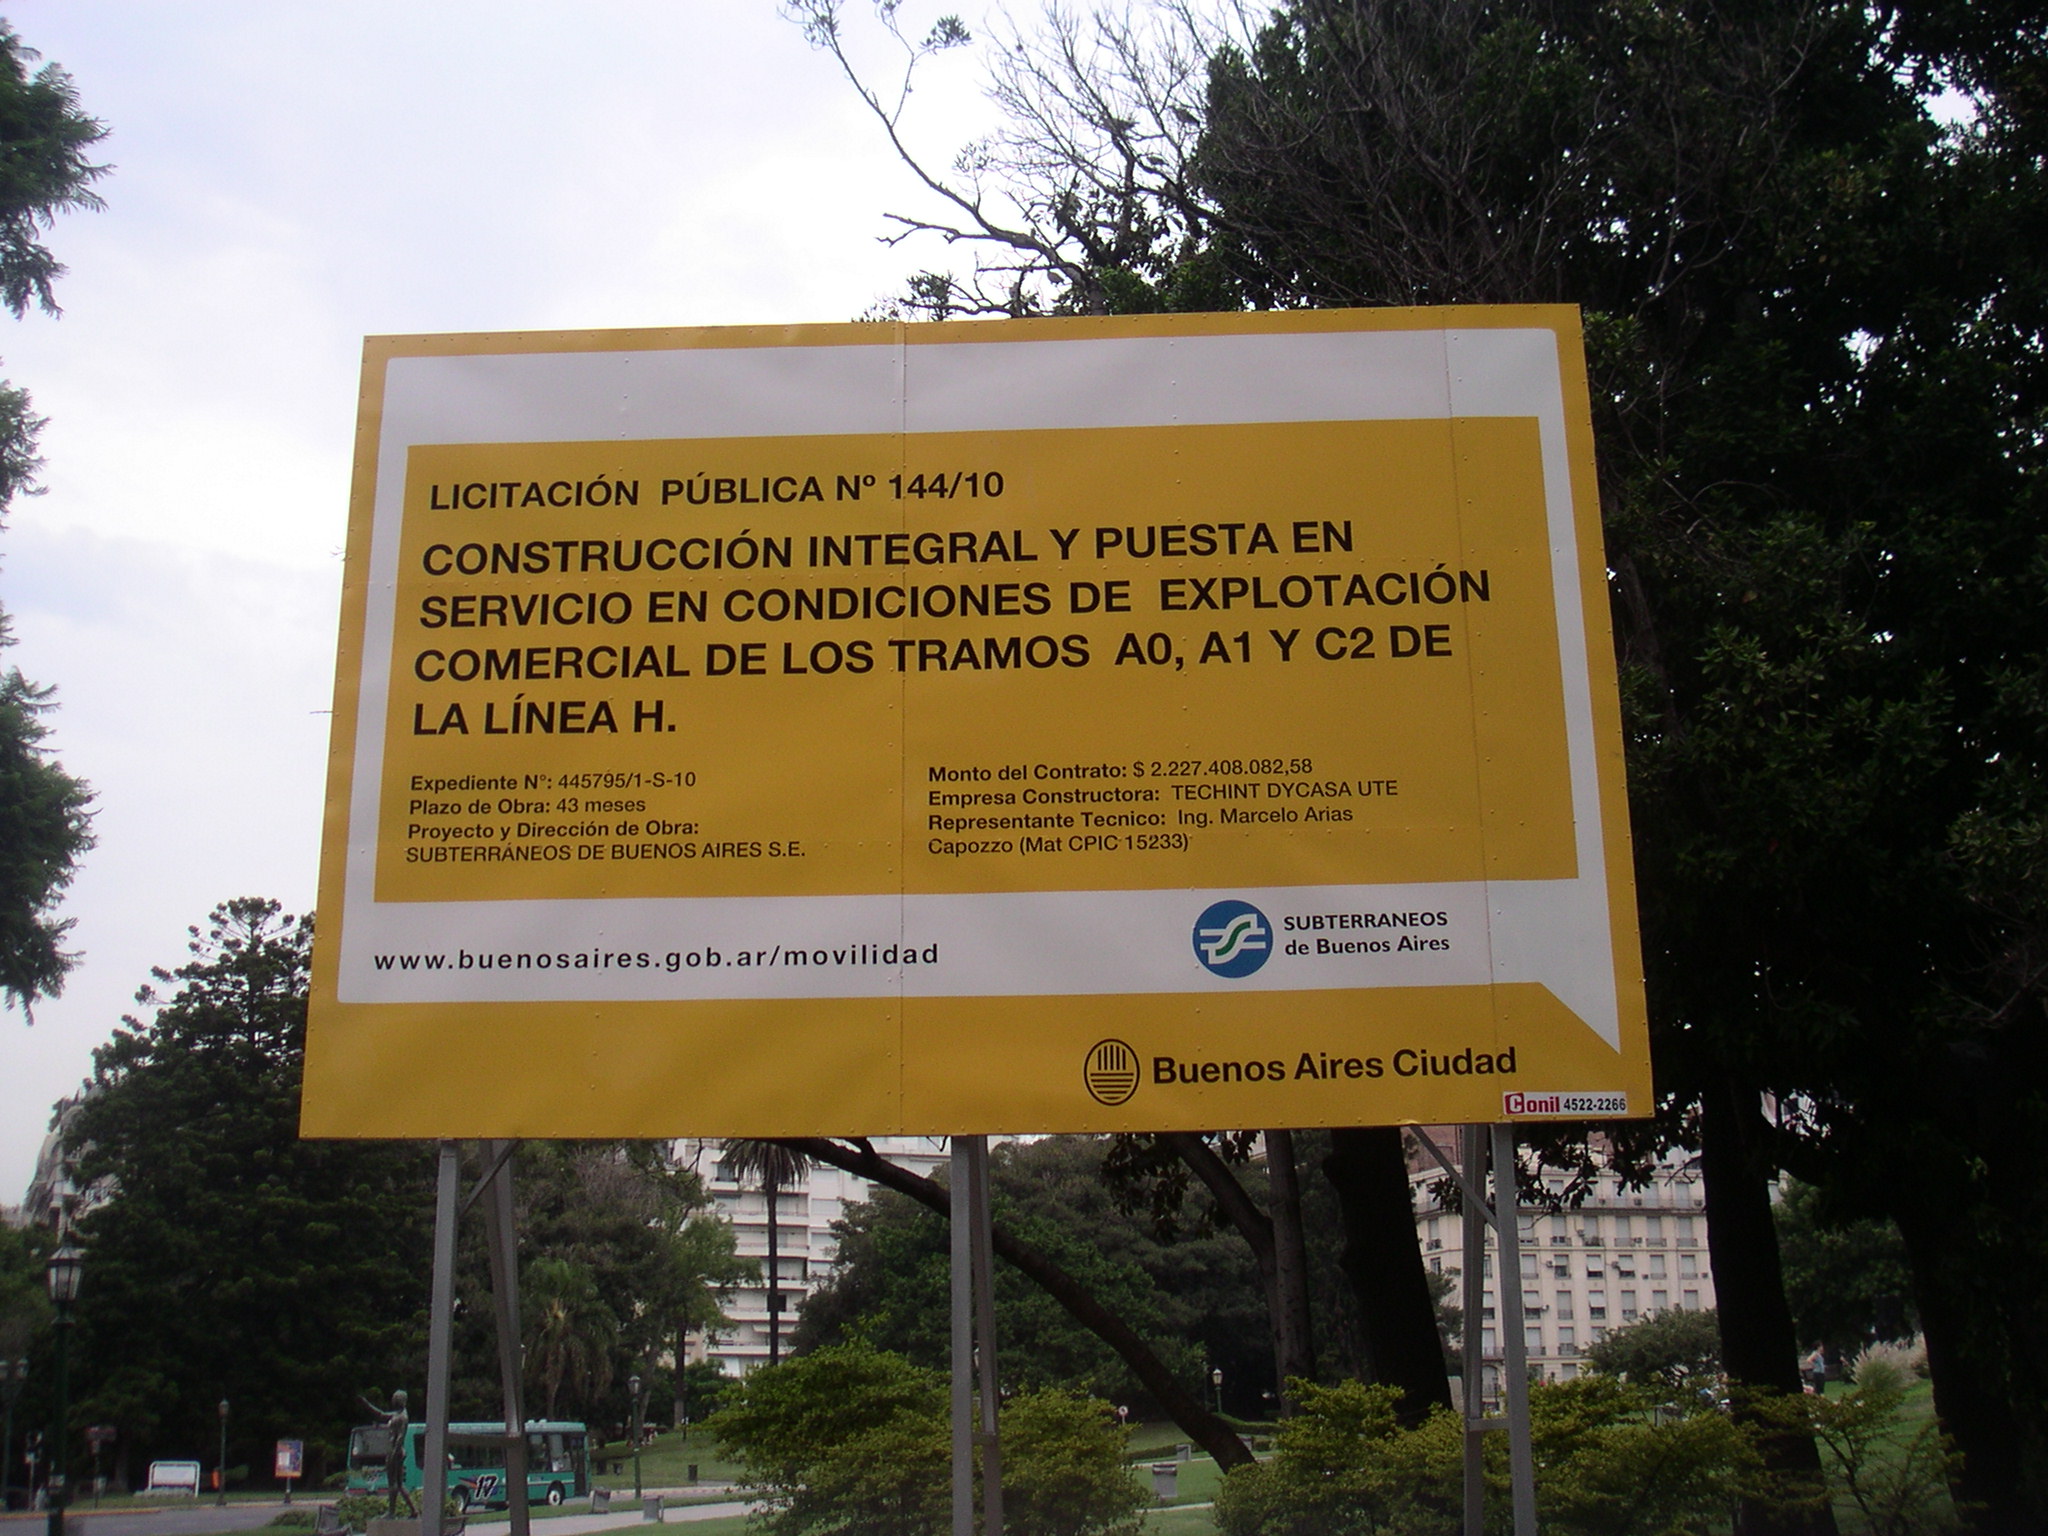 LICITACIÓN PÚBLICA Nº 144/10
CONSTRUCCIÓN INTEGRAL Y PUESTA EN
SERVICIO EN CONDICIONES DE EXPLOTACIÓN
COMERCIAL DE LOS TRAMOS A0, A1 Y C2 DE
LA LÍNEA H.
Expediente N°: 445795/1-S-10
Plazo de Obra: 43 meses
Proyecto y Dirección de Obra:
SUBTERRÁNEOS DE BUENOS AIRES S.E.
Monto del Contrato: $ 2.227.408.082,58
Empresa Constructora: TECHINT DYCASA UTE
Representante Tecnico: Ing. Marcelo Arias
Capozzo (Mat CPIC 15233)
www.buenosaires.gob.ar/movilidad
SUBTERRANEOS
de Buenos Aires
Buenos Aires Ciudad
Conil 4522-2266
17